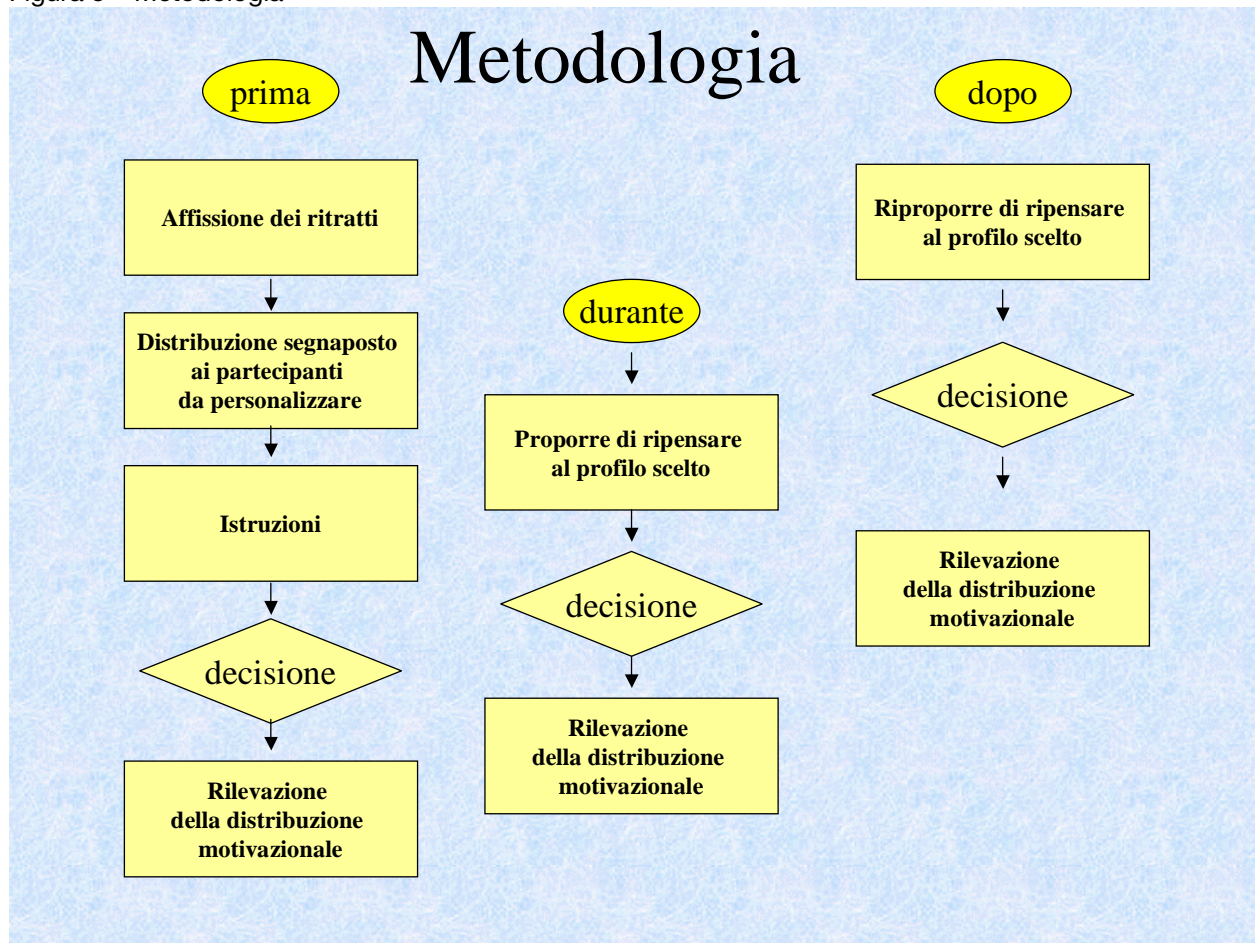 Metodologia
prima
Affissione dei ritratti
Distribuzione segnaposto
ai partecipanti
da personalizzare
Istruzioni
decisione
Rilevazione
della distribuzione
motivazionale
durante
Proporre di ripensare
al profilo scelto
decisione
Rilevazione
della distribuzione
motivazionale
dopo
Riproporre di ripensare
al profilo scelto
decisione
Rilevazione
della distribuzione
motivazionale